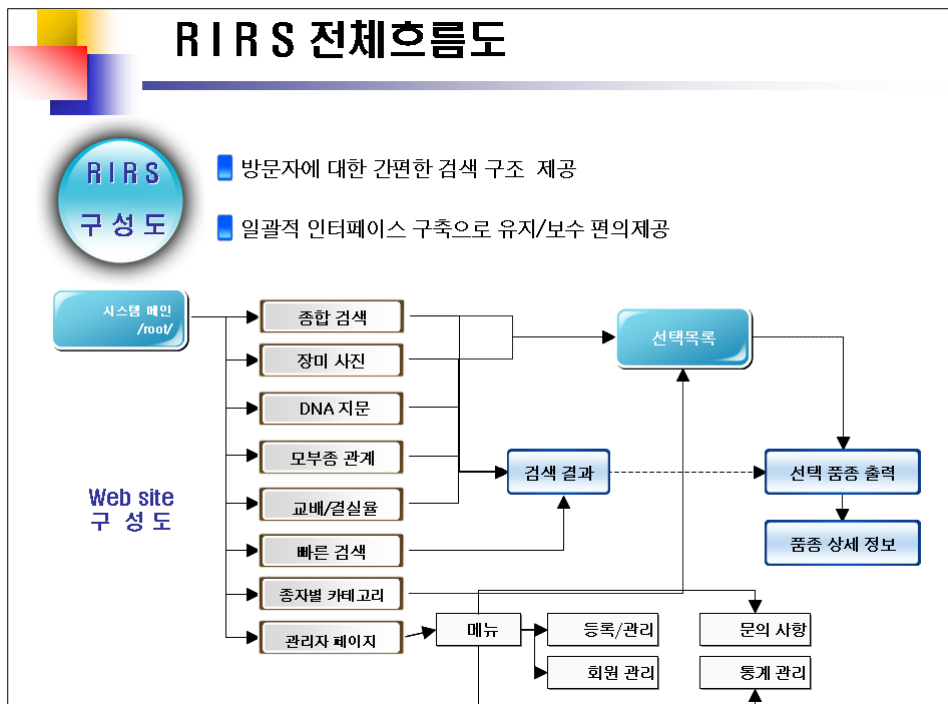 R I R S 전체흐름도
R I R S
구 성 도
방문자에 대한 간편한 검색 구조 제공
일괄적 인터페이스 구축으로 유지/보수 편의제공
시스템 메인
/root/
종합 검색
장미 사진
DNA 지문
모부종 관계
교배/결실율
빠른 검색
종자별 카테고리
관리자 페이지
선택목록
검색 결과
선택 품종 출력
품종 상세 정보
Web site
구 성 도
메뉴
등록/관리
문의 사항
회원 관리
통계 관리